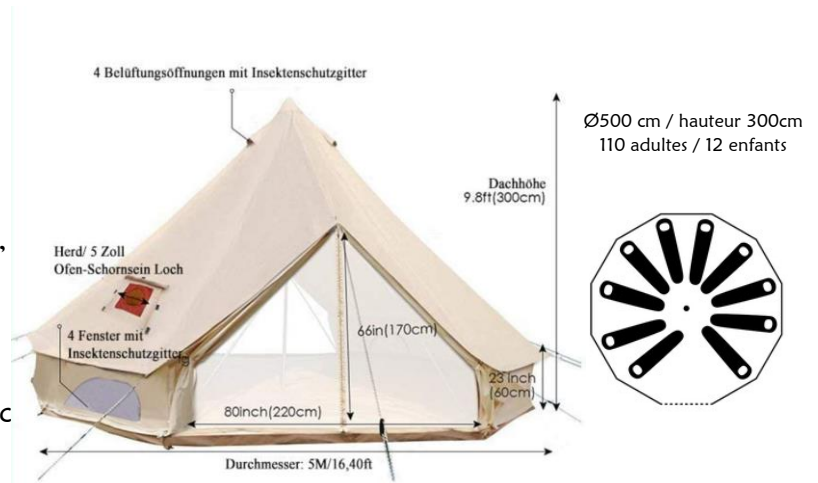 4 Belüftungsöffnungen mit Insektenschutzgitter
Ø500 cm / hauteur 300cm
110 adultes / 12 enfants
Dachhöhe
9.8ft(300cm)
Herd/ 5 Zoll
Ofen-Schornsein Loch
66in(170cm)
4 Fenster mit
Insektenschutzgitter
23 inch
(60cm)
80inch(220cm)
Durchmesser: 5M/16,40ft